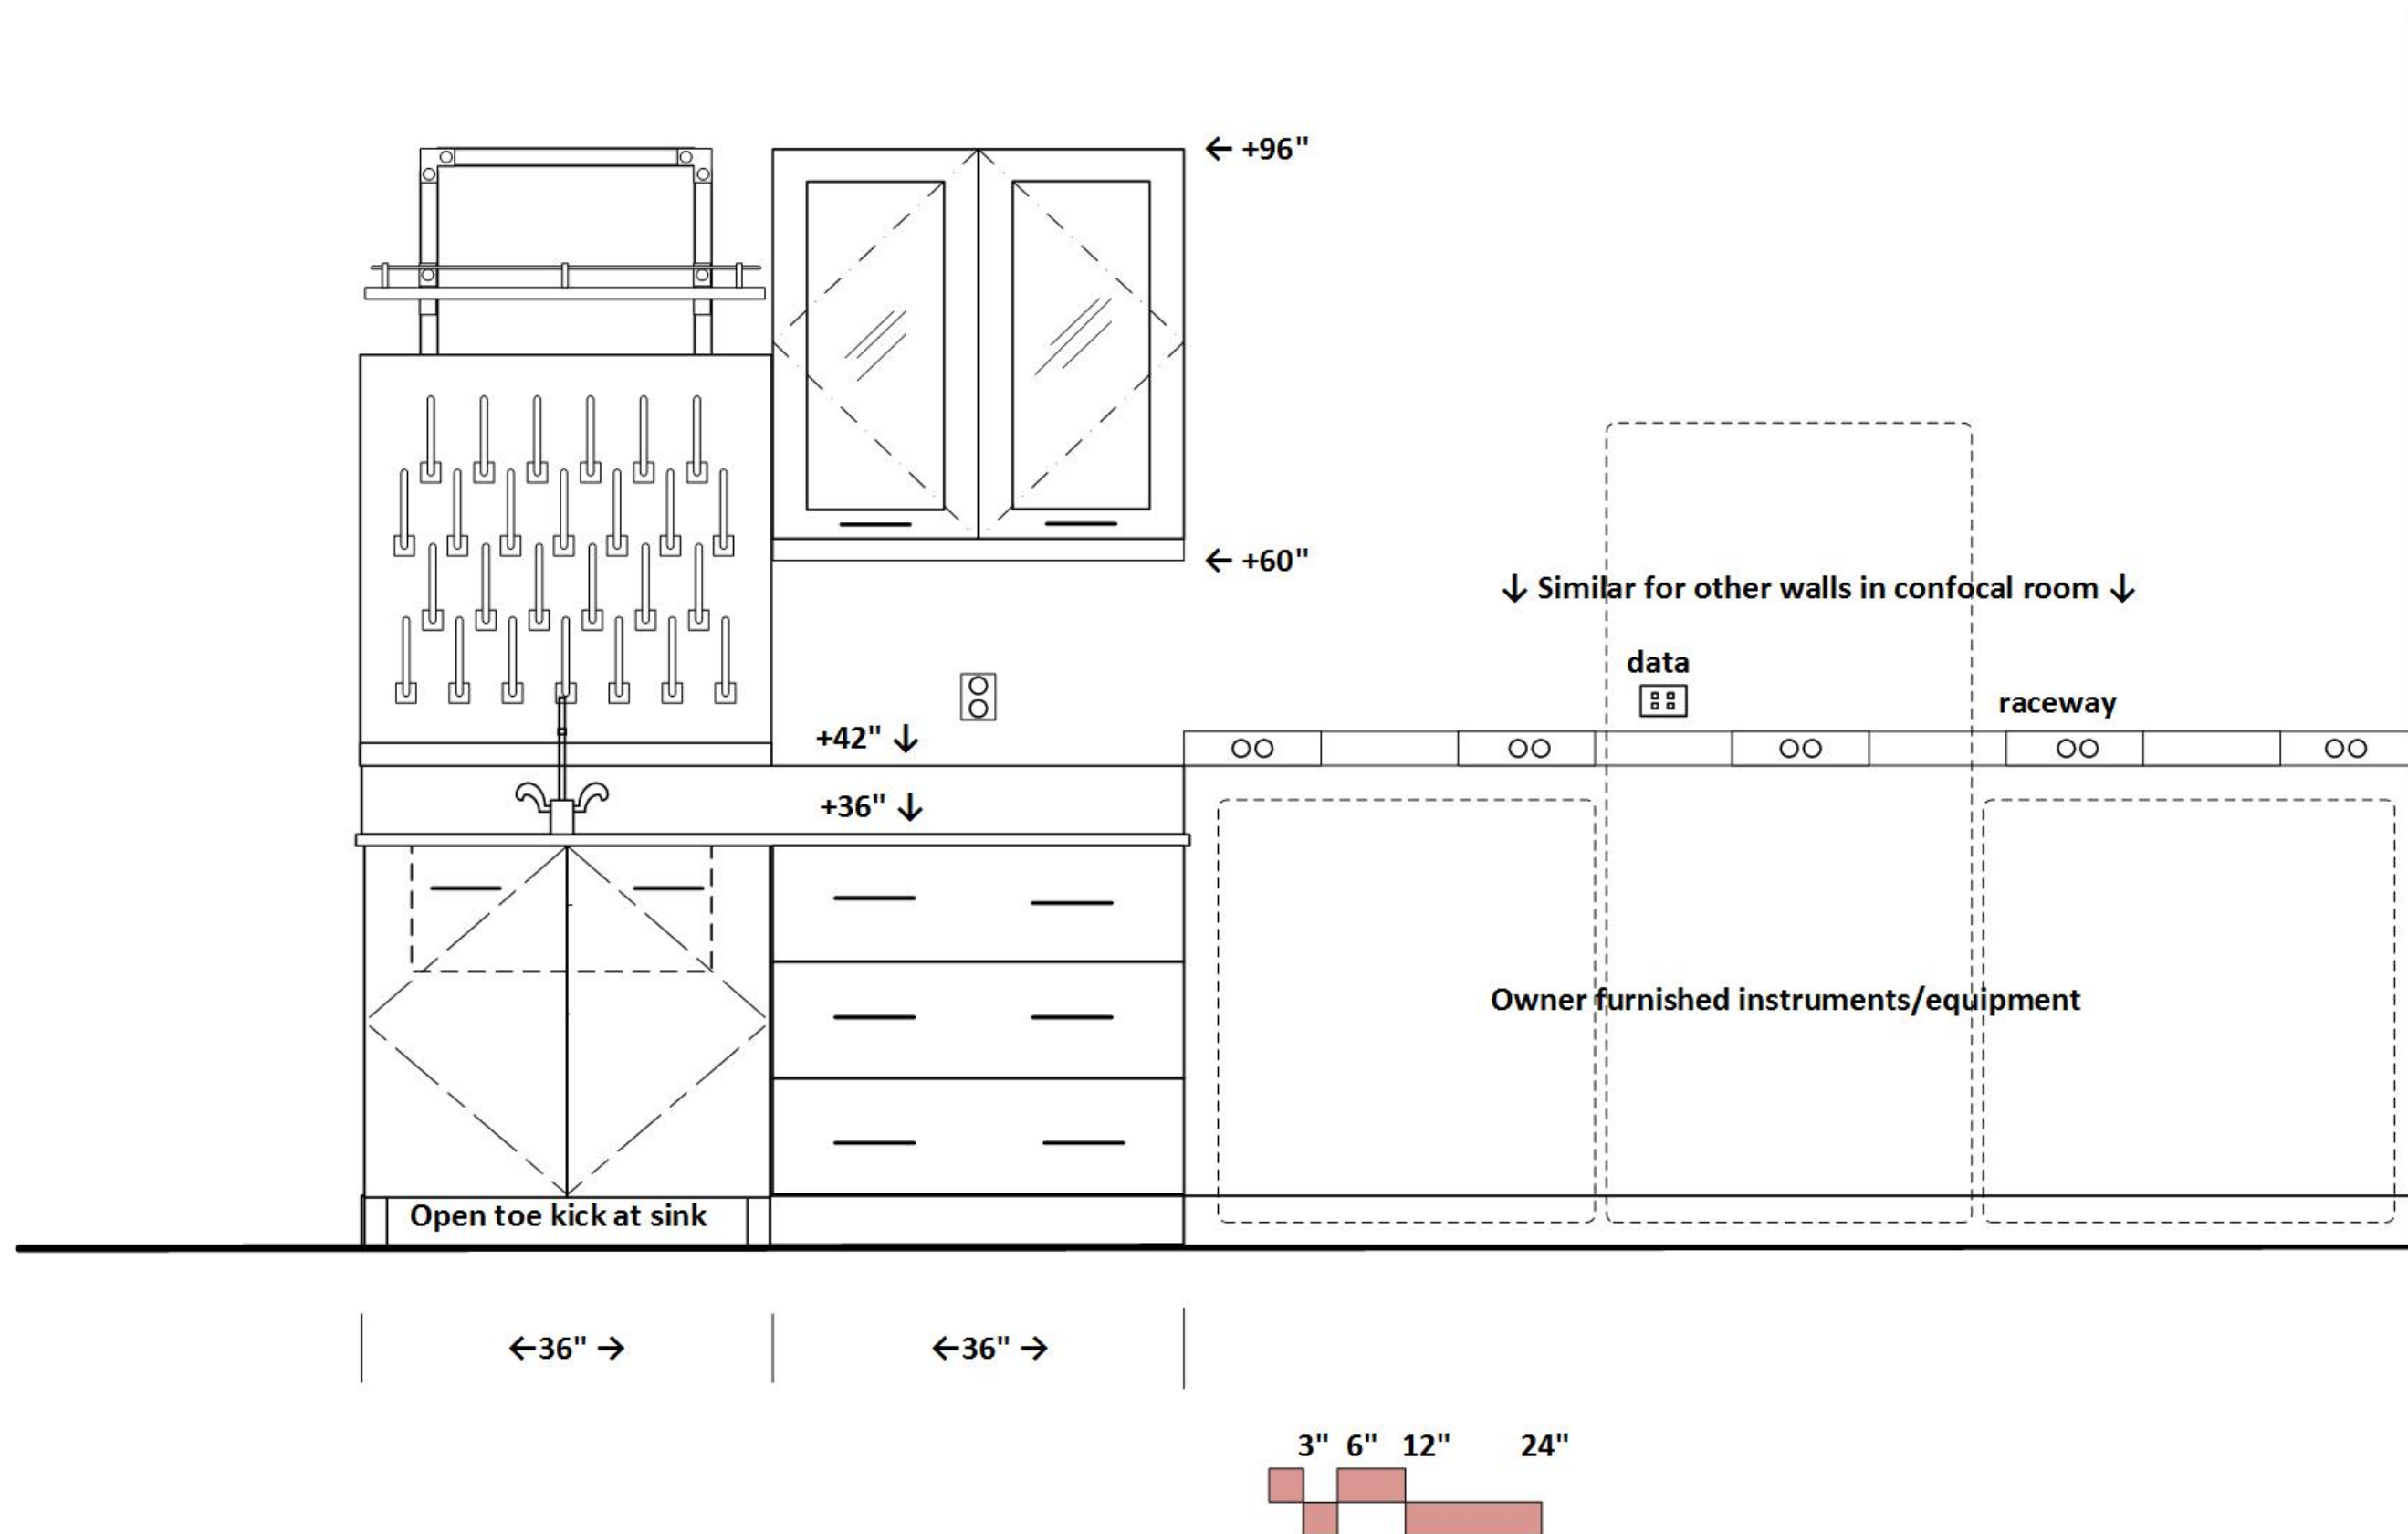 ← +96"
← +60"
↓ Similar for other walls in confocal room ↓
data
raceway
+42" ↓
+36" ↓
Owner furnished instruments/equipment
Open toe kick at sink
←36" →
←36" →
3" 6" 12" 24"